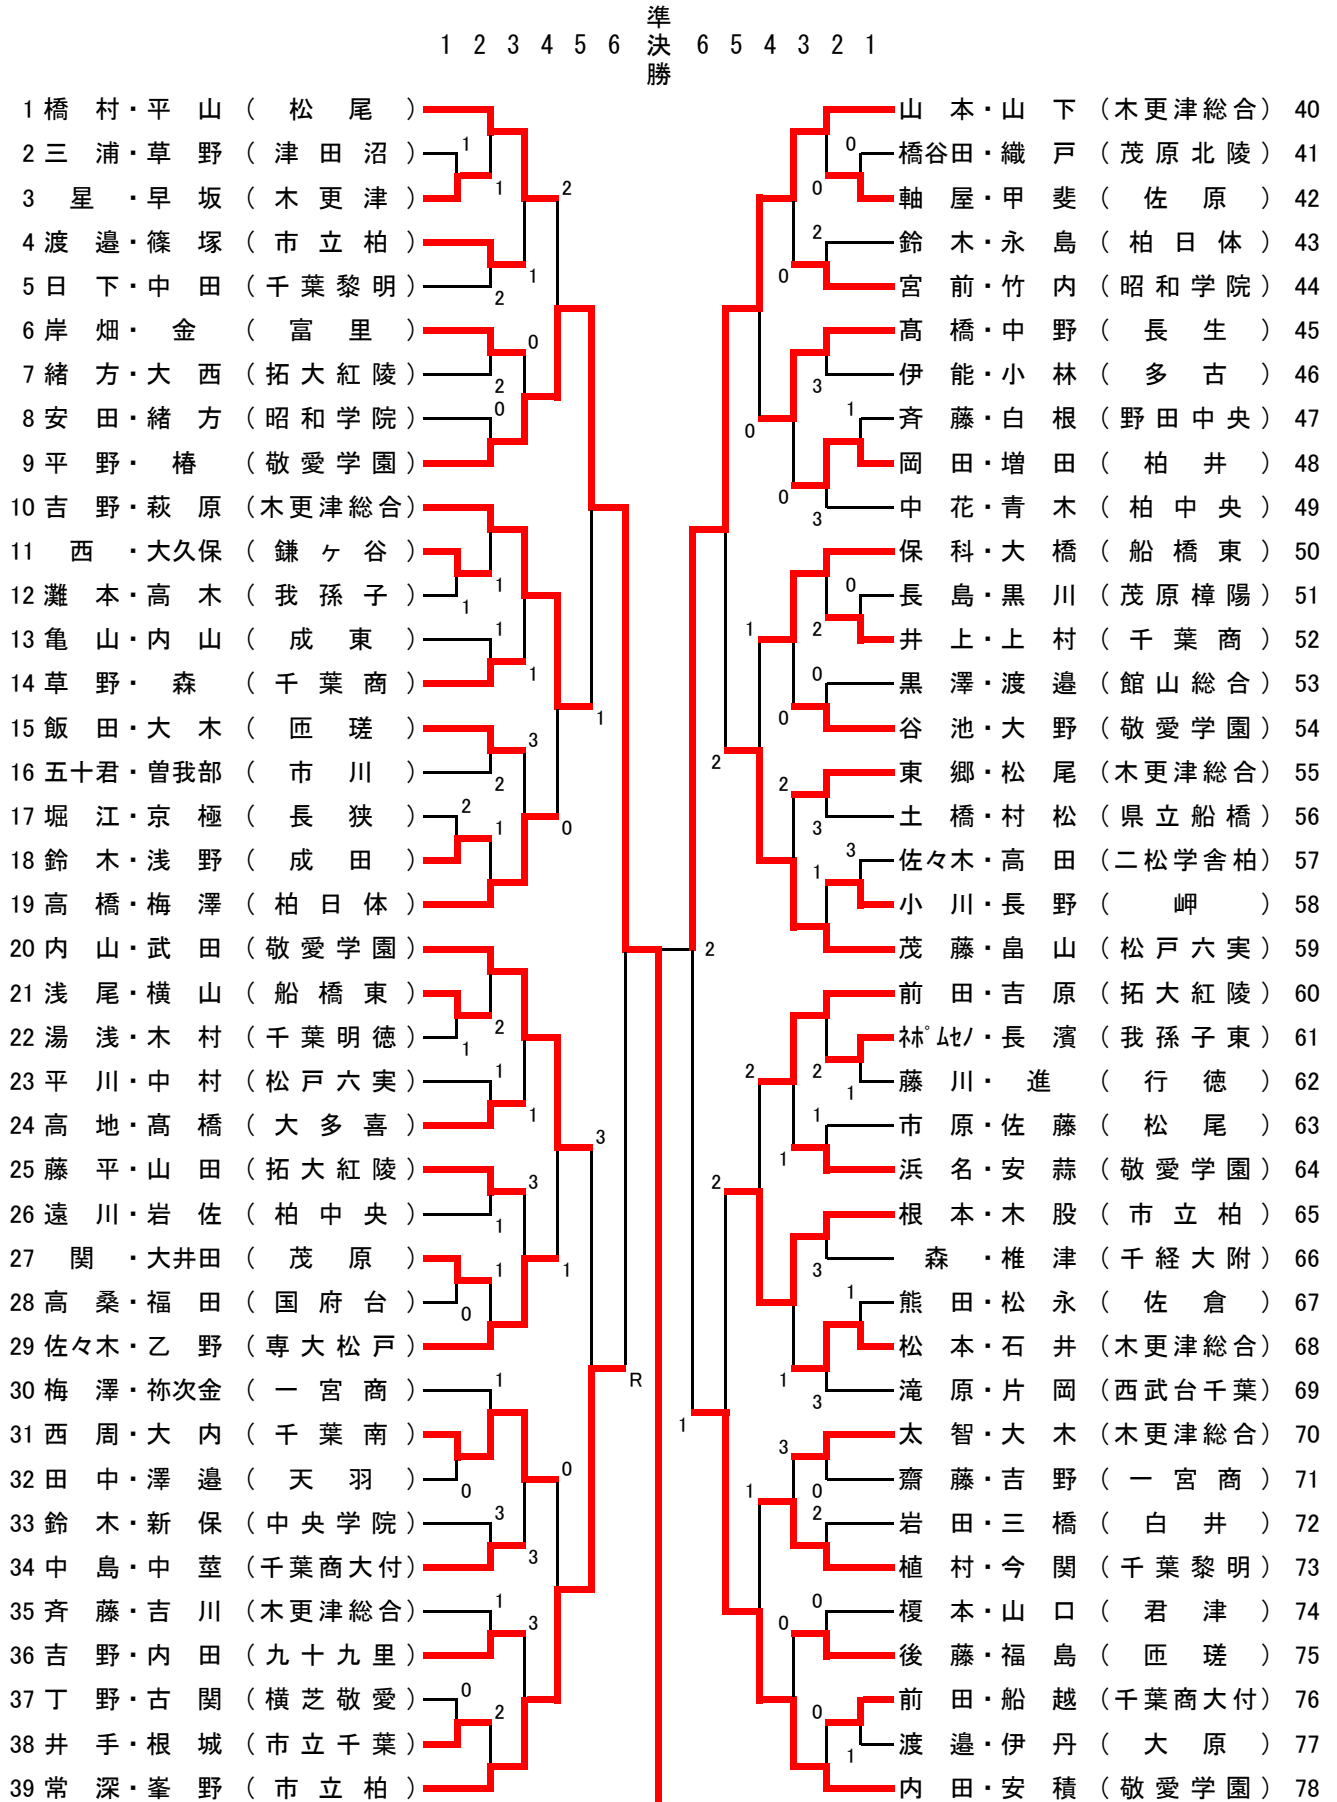 準決勝
1 2 3 4 5 6 6 5 4 3 2 1
1 橋 村・平 山 ( 松 尾 )
2 三 浦・草 野 ( 津 田 沼 )
3 星 ・早 坂 ( 木 更 津 )
4 渡 邉・篠 塚 ( 市 立 柏 )
5 日 下・中 田 ( 千 葉 黎 明 )
6 岸 畑・ 金 ( 富 里 )
7 緒 方・大 西 ( 拓 大 紅 陵 )
8 安 田・緒 方 ( 昭 和 学 院 )
9 平 野・ 椿 ( 敬 愛 学 園 )
10 吉 野・萩 原 (木更津総合)
11 西 ・大久保 ( 鎌 ヶ 谷 )
12 灘 本・高 木 ( 我 孫 子 )
13 亀 山・内 山 ( 成 東 )
14 草 野・ 森 ( 千 葉 商 )
15 飯 田・大 木 ( 匝 瑳 )
16 五十君・曽我部 ( 市 川 )
17 堀 江・京 極 ( 長 狭 )
18 鈴 木・浅 野 ( 成 田 )
19 高 橋・梅 澤 ( 柏 日 体 )
20 内 山・武 田 ( 敬 愛 学 園 )
21 浅 尾・横 山 ( 船 橋 東 )
22 湯 浅・木 村 ( 千 葉 明 徳 )
23 平 川・中 村 ( 松 戸 六 実 )
24 高 地・髙 橋 ( 大 多 喜 )
25 藤 平・山 田 ( 拓 大 紅 陵 )
26 遠 川・岩 佐 ( 柏 中 央 )
27 関 ・大井田 ( 茂 原 )
28 高 桑・福 田 ( 国 府 台 )
29 佐々木・乙 野 ( 専 大 松 戸 )
30 梅 澤・祢次金 ( 一 宮 商 )
31 西 周・大 内 ( 千 葉 南 )
32 田 中・澤 邉 ( 天 羽 )
33 鈴 木・新 保 ( 中 央 学 院 )
34 中 島・中 莖 (千葉商大付)
35 斉 藤・吉 川 (木更津総合)
36 吉 野・内 田 ( 九 十 九 里 )
37 丁 野・古 関 ( 横 芝 敬 愛 )
38 井 手・根 城 ( 市 立 千 葉 )
39 常 深・峯 野 ( 市 立 柏 )
山 本・山 下 (木更津総合) 40
橋谷田・織 戸 ( 茂 原 北 陵 ) 41
軸 屋・甲 斐 ( 佐 原 ) 42
鈴 木・永 島 ( 柏 日 体 ) 43
宮 前・竹 内 ( 昭 和 学 院 ) 44
髙 橋・中 野 ( 長 生 ) 45
伊 能・小 林 ( 多 古 ) 46
斉 藤・白 根 ( 野 田 中 央 ) 47
岡 田・増 田 ( 柏 井 ) 48
中 花・青 木 ( 柏 中 央 ) 49
保 科・大 橋 ( 船 橋 東 ) 50
長 島・黒 川 ( 茂 原 樟 陽 ) 51
井 上・上 村 ( 千 葉 商 ) 52
黒 澤・渡 邉 ( 館 山 総 合 ) 53
谷 池・大 野 ( 敬 愛 学 園 ) 54
東 郷・松 尾 (木更津総合) 55
土 橋・村 松 ( 県 立 船 橋 ) 56
佐々木・高 田 (二松学舎柏) 57
小 川・長 野 ( 岬 ) 58
茂 藤・畠 山 ( 松 戸 六 実 ) 59
前 田・吉 原 ( 拓 大 紅 陵 ) 60
ﾈﾎﾟﾑｾﾉ・長 濱 ( 我 孫 子 東 ) 61
藤 川・ 進 ( 行 徳 ) 62
市 原・佐 藤 ( 松 尾 ) 63
浜 名・安 蒜 ( 敬 愛 学 園 ) 64
根 本・木 股 ( 市 立 柏 ) 65
森 ・椎 津 ( 千 経 大 附 ) 66
熊 田・松 永 ( 佐 倉 ) 67
松 本・石 井 (木更津総合) 68
滝 原・片 岡 (西武台千葉) 69
太 智・大 木 (木更津総合) 70
齋 藤・吉 野 ( 一 宮 商 ) 71
岩 田・三 橋 ( 白 井 ) 72
植 村・今 関 ( 千 葉 黎 明 ) 73
榎 本・山 口 ( 君 津 ) 74
後 藤・福 島 ( 匝 瑳 ) 75
前 田・船 越 (千葉商大付) 76
渡 邉・伊 丹 ( 大 原 ) 77
内 田・安 積 ( 敬 愛 学 園 ) 78